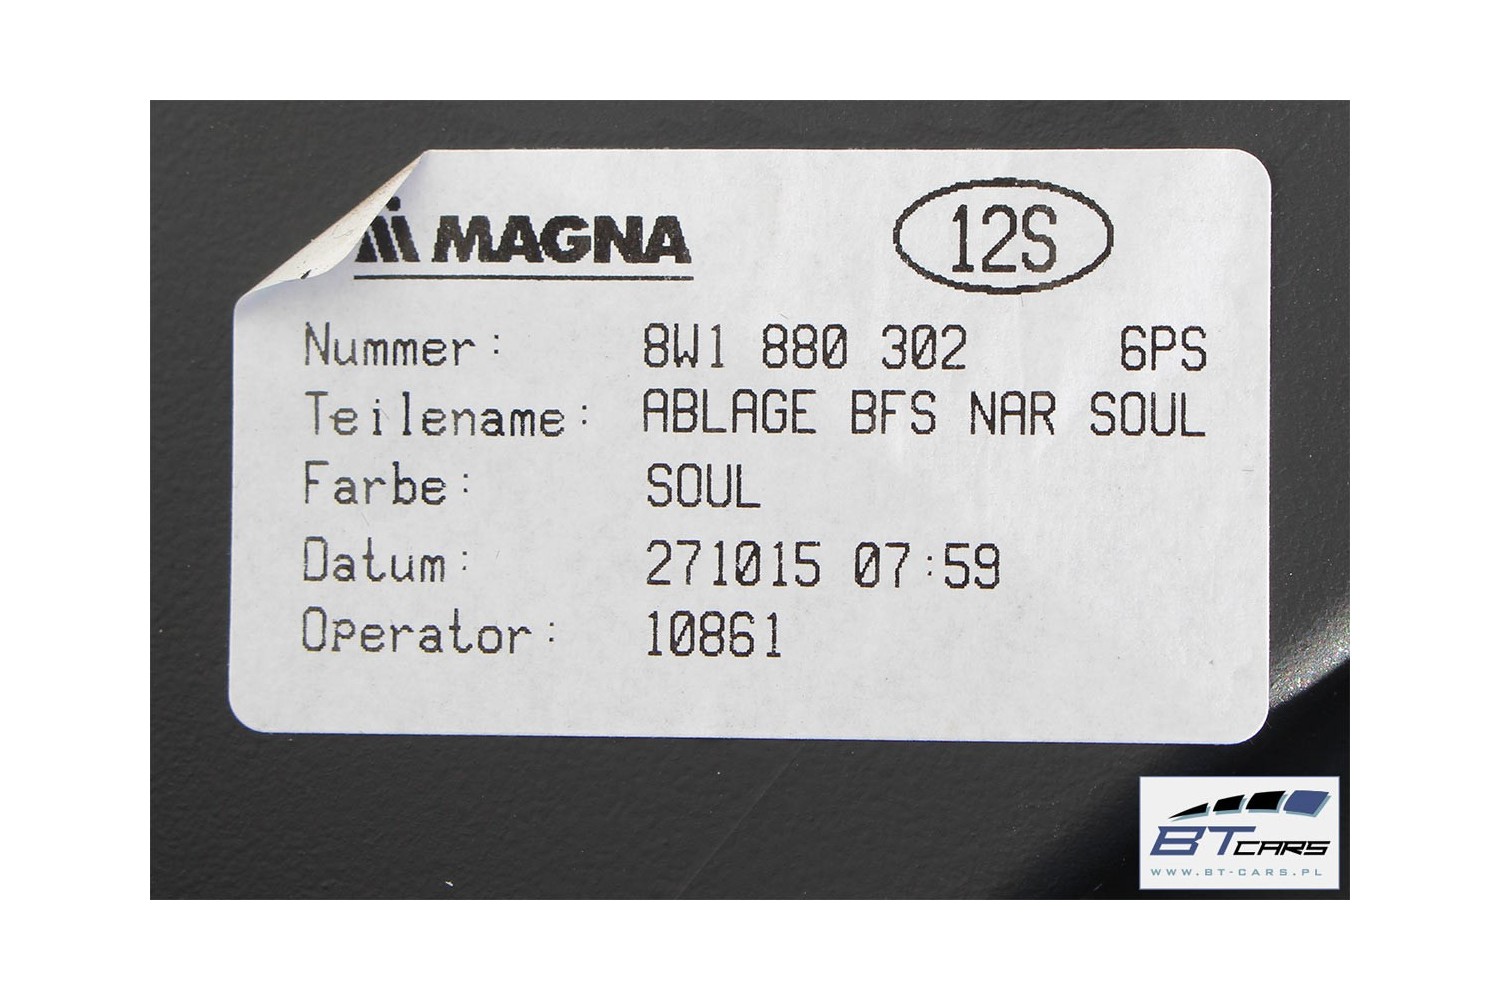 MAGNA
12S
Nummer: 8W1 880 302 6PS
Teilename: ABLAGE BFS NAR SOUL
Farbe: SOUL
Datum: 271015 07:59
Operator: 10861
BT CARS
WWW.BT-CARS.PL